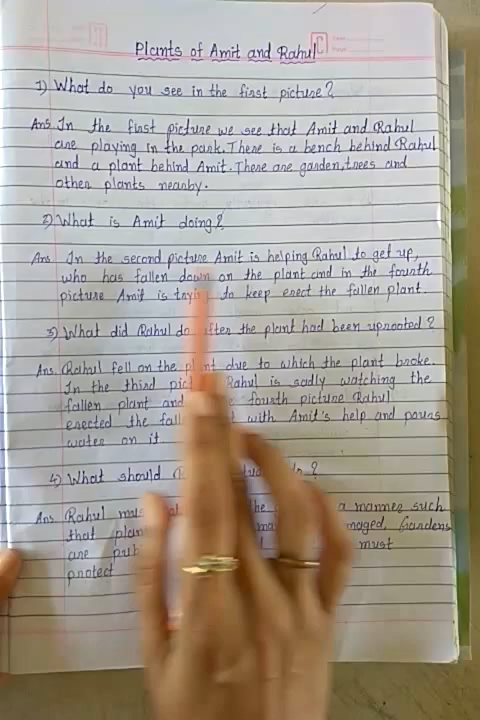 Plants of Amit and Rahul
1) What do you see in the first picture?
Ans. In the first picture we see that Amit and Rahul
are playing in the park. There is a bench behind Rahul
and a plant behind Amit. There are garden, trees and
other plants nearby.
2) What is Amit doing?
Ans In the second picture Amit is helping Rahul to get up,
who has fallen down on the plant and in the fourth
picture Amit is trying to keep erect the fallen plant.
3) What did Rahul do after the plant had been uprooted?
Ans. Rahul fell on the plant due to which the plant broke.
In the third Rahul is sadly watching the
fallen plant and fourth picture Rahul
erected the with Amit's help and pours
water on it
4) What should ?
Ans Rahul a manner such
that Gardens
are must
protect